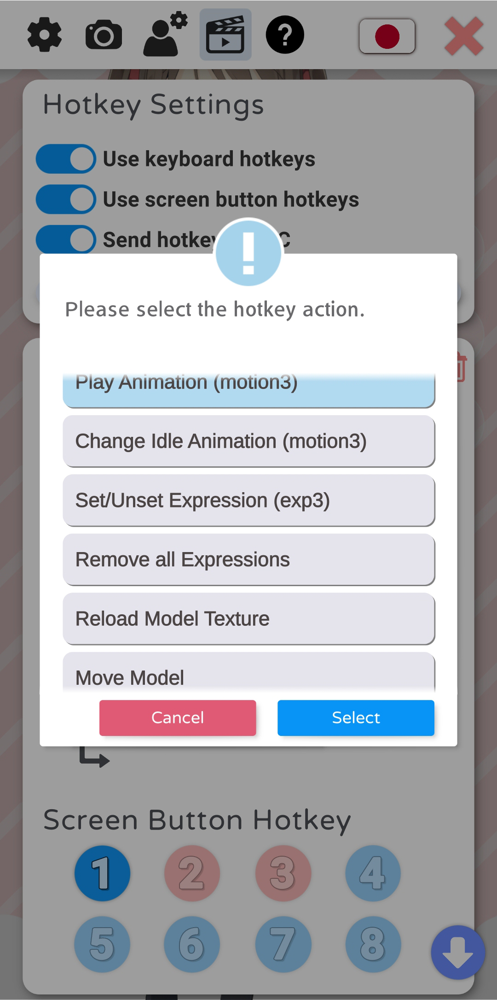 ?
Hotkey Settings
Use keyboard hotkeys
Use screen button hotkeys
Send hotkey C
!
Please select the hotkey action.
Play Animation (motion3)
Change Idle Animation (motion3)
Set/Unset Expression (exp3)
Remove all Expressions
Reload Model Texture
Move Model
Cancel Select
Screen Button Hotkey
1 2 3 4
5 6 7 8